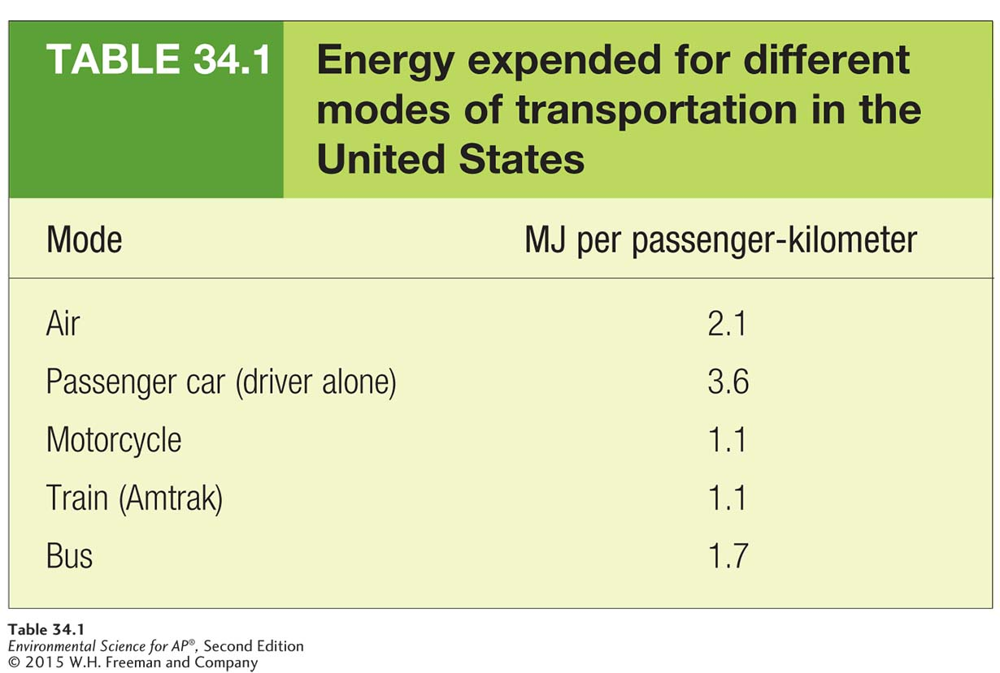 TABLE 34.1
Energy expended for different
modes of transportation in the
United States
Mode MJ per passenger-kilometer
Air 2.1
Passenger car (driver alone) 3.6
Motorcycle 1.1
Train (Amtrak) 1.1
Bus 1.7
Table 34.1
Environmental Science for AP®, Second Edition
© 2015 W.H. Freeman and Company